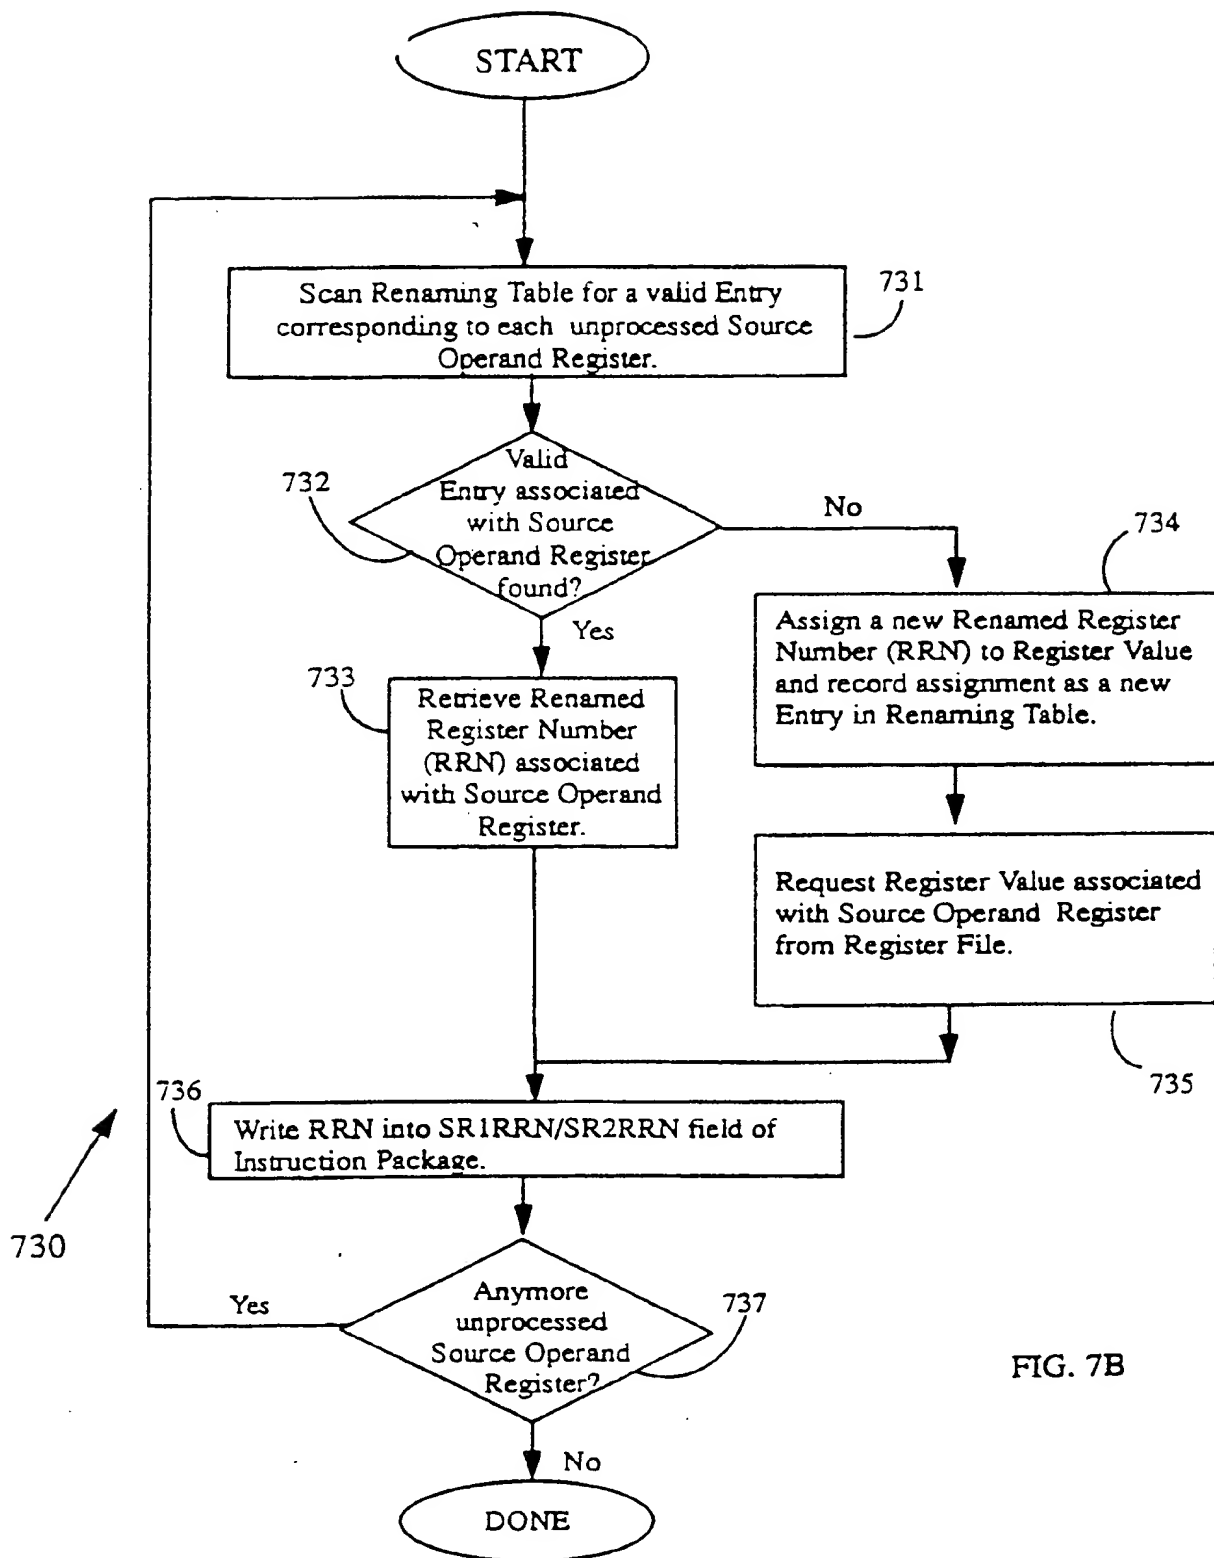 START
Scan Renaming Table for a valid Entry
corresponding to each unprocessed Source
Operand Register.
731
Valid
Entry associated
with Source
Operand Register
found?
732
No
Yes
734
Assign a new Renamed Register
Number (RRN) to Register Value
and record assignment as a new
Entry in Renaming Table.
733
Retrieve Renamed
Register Number
(RRN) associated
with Source Operand
Register.
Request Register Value associated
with Source Operand Register
from Register File.
735
736
Write RRN into SR1RRN/SR2RRN field of
Instruction Package.
730
Yes
Anymore
unprocessed
Source Operand
Register?
737
No
DONE
FIG. 7B